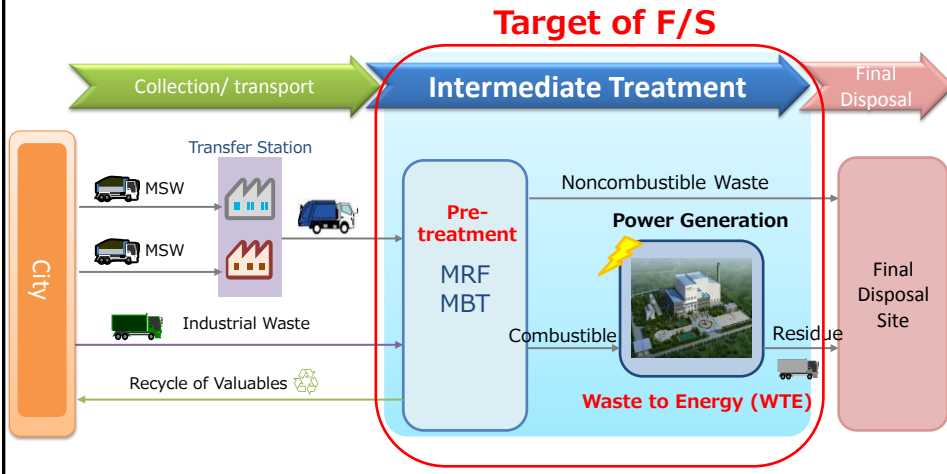 Target of F/S
Collection/ transport
Intermediate Treatment
Final
Disposal
Transfer Station
MSW
MSW
City
Industrial Waste
Recycle of Valuables
Pre-
treatment
MRF
MBT
Noncombustible Waste
Power Generation
Combustible
Residue
Waste to Energy (WTE)
Final
Disposal
Site